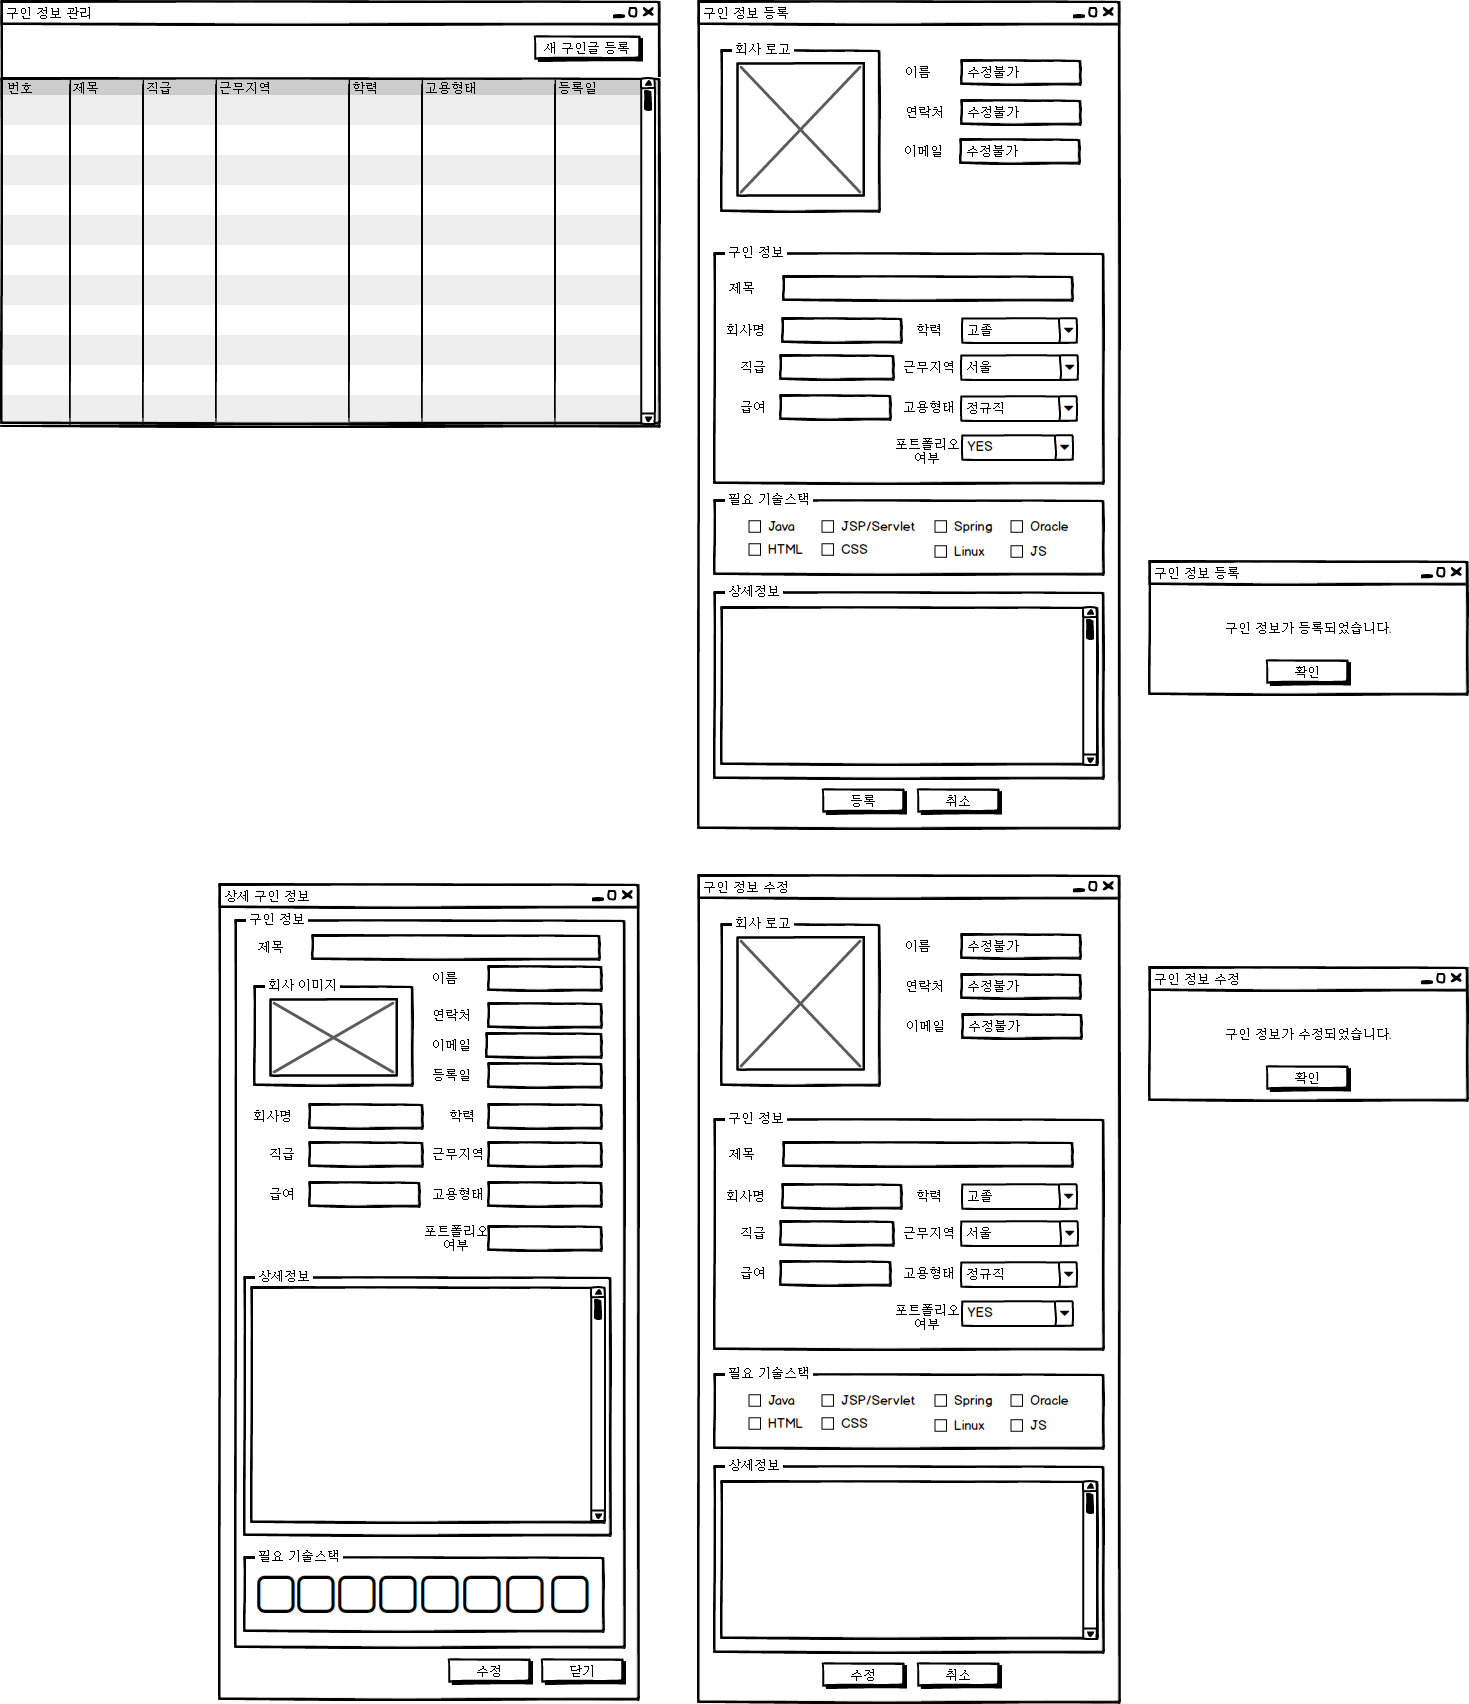 구인 정보 관리
새 구인글 등록
번호 제목 직급 근무지역 학력 고용형태 등록일
구인 정보 등록
회사 로고
이름 수정불가
연락처 수정불가
이메일 수정불가
구인 정보
제목
회사명 학력 고졸
직급 근무지역 서울
급여 고용형태 정규직
포트폴리오
여부 YES
필요 기술스택
Java JSP/Servlet Spring Oracle
HTML CSS Linux JS
상세정보
등록 취소
구인 정보 등록
구인 정보가 등록되었습니다.
확인
상세 구인 정보
구인 정보
제목
회사 이미지
이름
연락처
이메일
등록일
회사명 학력
직급 근무지역
급여 고용형태
포트폴리오
여부
상세정보
필요 기술스택
수정 닫기
구인 정보 수정
회사 로고
이름 수정불가
연락처 수정불가
이메일 수정불가
구인 정보
제목
회사명 학력 고졸
직급 근무지역 서울
급여 고용형태 정규직
포트폴리오
여부 YES
필요 기술스택
Java JSP/Servlet Spring Oracle
HTML CSS Linux JS
상세정보
수정 취소
구인 정보 수정
구인 정보가 수정되었습니다.
확인